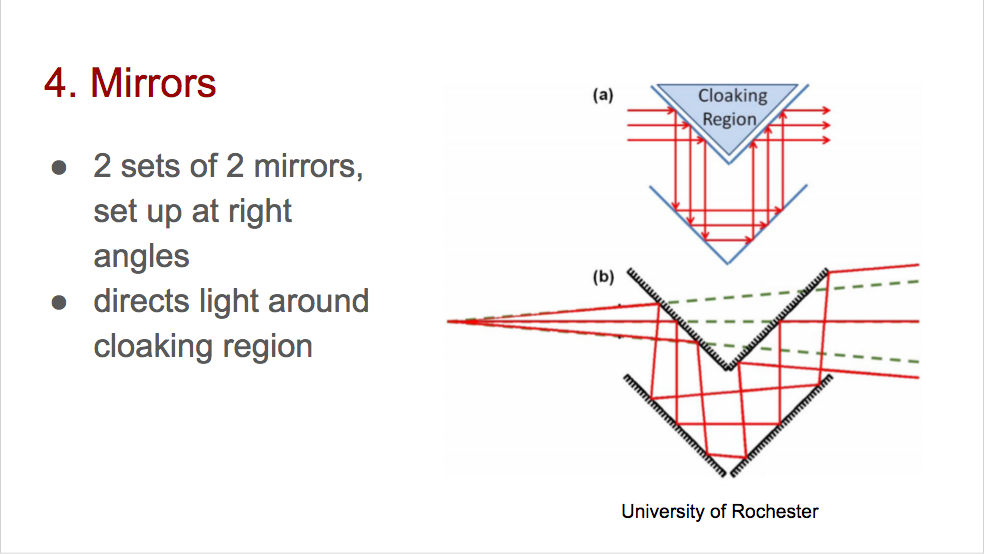 4. Mirrors
● 2 sets of 2 mirrors,
set up at right
angles
● directs light around
cloaking region
(a)
Cloaking
Region
(b)
University of Rochester